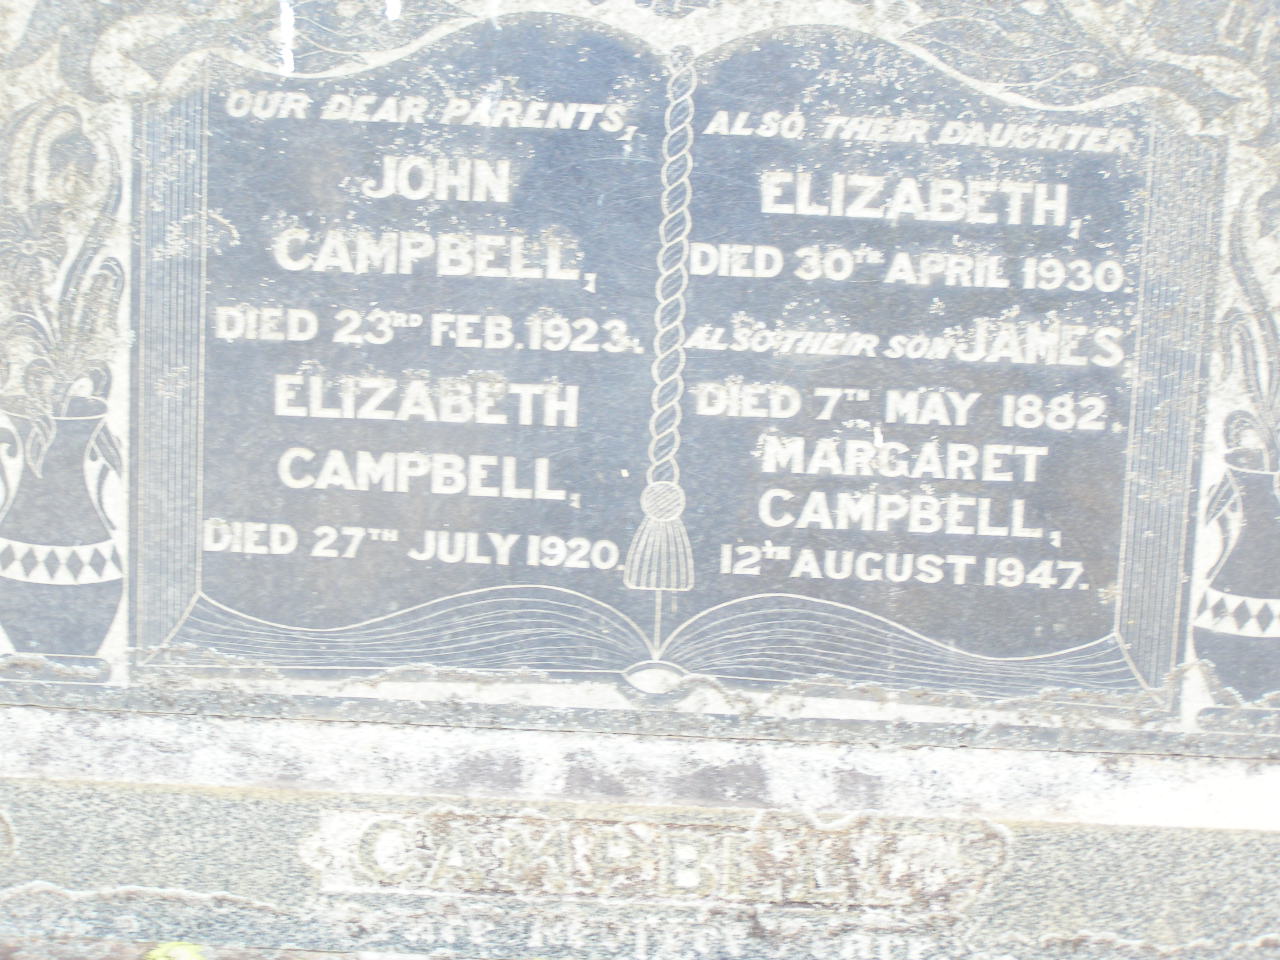 OUR DEAR PARENTS,
JOHN
CAMPBELL,
DIED 23RD FEB. 1923.
ELIZABETH
CAMPBELL,
DIED 27TH JULY 1920.
ALSO THEIR DAUGHTER
ELIZABETH,
DIED 30TH APRIL 1930.
ALSO THEIR SON JAMES
DIED 7TH MAY 1882.
MARGARET
CAMPBELL,
12TH AUGUST 1947.
CAMPBELL